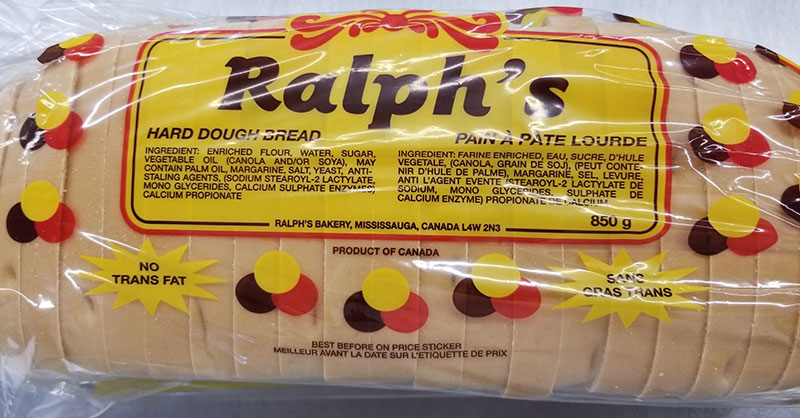 Ralph's
HARD DOUGH BREAD
INGREDIENT: ENRICHED FLOUR, WATER, SUGAR,
VEGETABLE OIL (CANOLA AND/OR SOYA), MAY
CONTAIN PALM OIL, MARGARINE, SALT, YEAST, ANTI-
STALING AGENTS, (SODIUM STEAROYL-2 LACTYLATE,
MONO GLYCERIDES, CALCIUM SULPHATE ENZYMES)
CALCIUM PROPIONATE
PAIN À PÂTE LOURDE
INGREDIENT: FARINE ENRICHED, EAU, SUCRE, D'HULE
VEGETALE, (CANOLA, GRAIN DE SOJ), (PEUT CONTE-
NIR D'HULE DE PALME), MARGARINE, SEL, LEVURE,
ANTI L'AGENT EVENTE (STEAROYL-2 LACTYLATE DE
SODIUM, MONO GLYCERIDES, SULPHATE DE
CALCIUM ENZYME) PROPIONATE DE CALCIUM
850 g
RALPH'S BAKERY, MISSISSAUGA, CANADA L4W 2N3
PRODUCT OF CANADA
NO
TRANS FAT
SANS
GRAS TRANS
BEST BEFORE ON PRICE STICKER
MEILLEUR AVANT LA DATE SUR L'ETIQUETTE DE PRIX